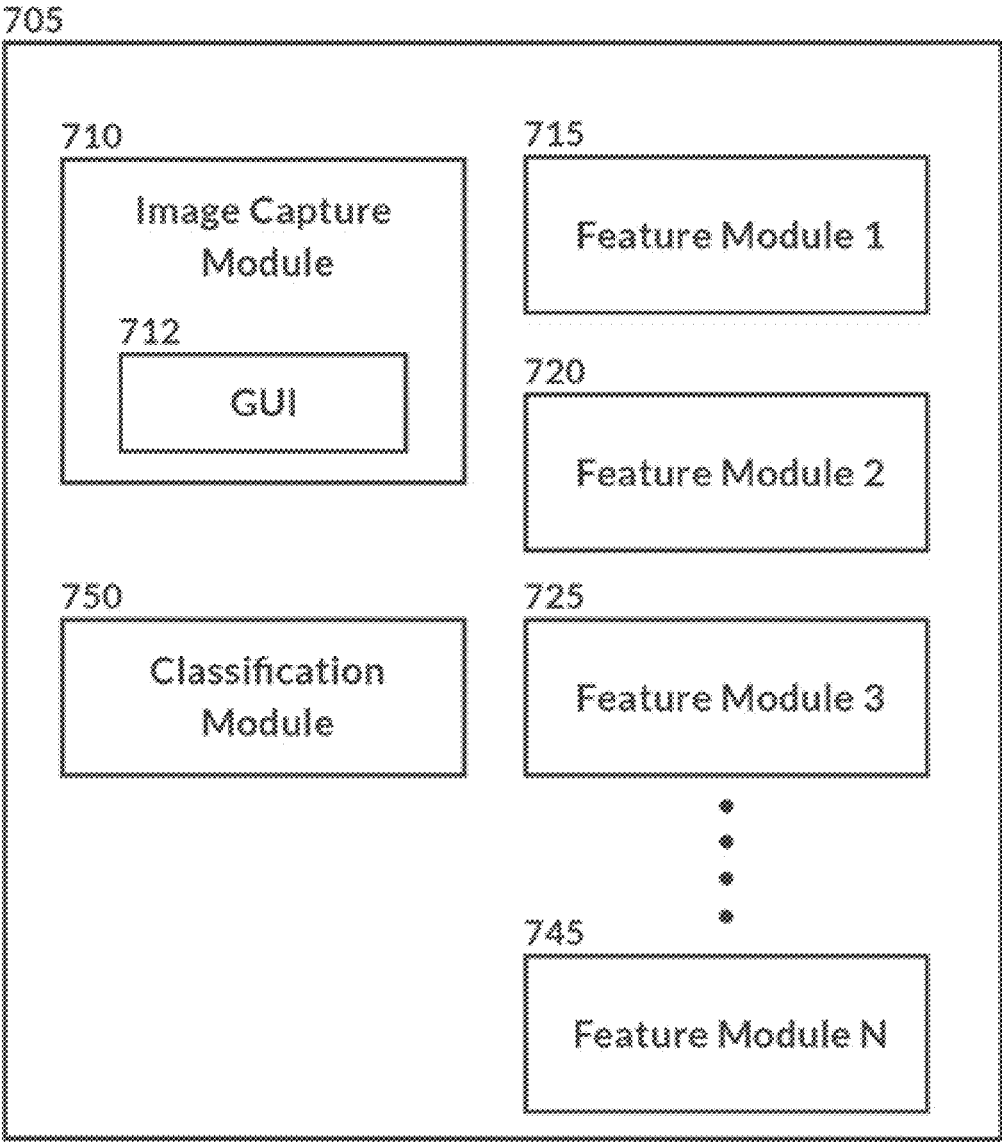 705
710
Image Capture
Module
712
GUI
750
Classification
Module
715
Feature Module 1
720
Feature Module 2
725
Feature Module 3
745
Feature Module N